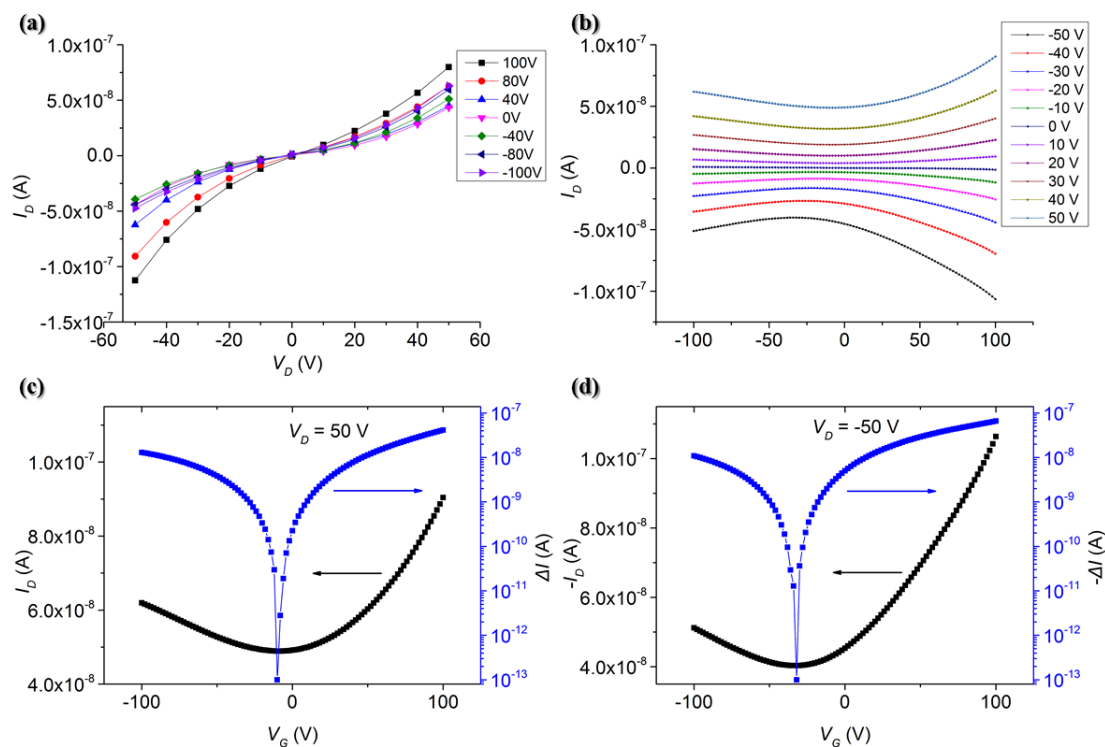 (a)
1.0x10⁻⁷
5.0x10⁻⁸
0.0
-5.0x10⁻⁸
-1.0x10⁻⁷
-1.5x10⁻⁷
I_D (A)
-60 -40 -20 0 20 40 60
V_D (V)
100V
80V
40V
0V
-40V
-80V
-100V
(b)
1.0x10⁻⁷
5.0x10⁻⁸
0.0
-5.0x10⁻⁸
-1.0x10⁻⁷
I_D (A)
-100 -50 0 50 100
-50 V
-40 V
-30 V
-20 V
-10 V
0 V
10 V
20 V
30 V
40 V
50 V
(c)
V_D = 50 V
1.0x10⁻⁷
8.0x10⁻⁸
6.0x10⁻⁸
4.0x10⁻⁸
I_D (A)
-100 0 100
V_G (V)
10⁻⁷
10⁻⁸
10⁻⁹
10⁻¹⁰
10⁻¹¹
10⁻¹²
10⁻¹³
ΔI (A)
(d)
V_D = -50 V
1.0x10⁻⁷
8.0x10⁻⁸
6.0x10⁻⁸
4.0x10⁻⁸
-I_D (A)
-100 0 100
V_G (V)
10⁻⁷
10⁻⁸
10⁻⁹
10⁻¹⁰
10⁻¹¹
10⁻¹²
10⁻¹³
-ΔI (A)